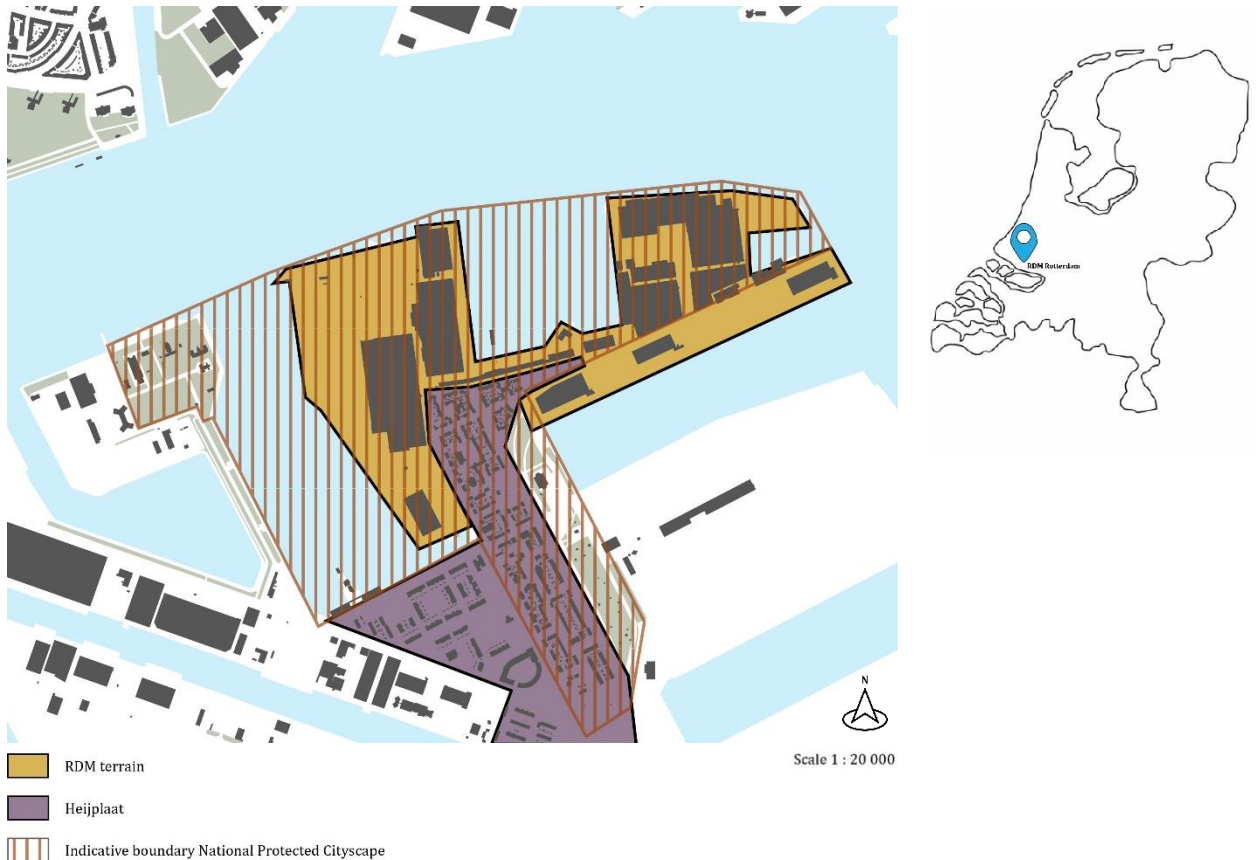 RDM Rotterdam
N
Scale 1 : 20 000
RDM terrain
Heijplaat
Indicative boundary National Protected Cityscape